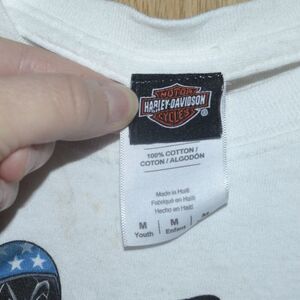 MOTOR
HARLEY-DAVIDSON
CYCLES
®
100% COTTON /
COTON / ALGODÓN
Made in Haiti
Fabriqué en Haïti
Hecho en Haití
M M M
Youth Enfant